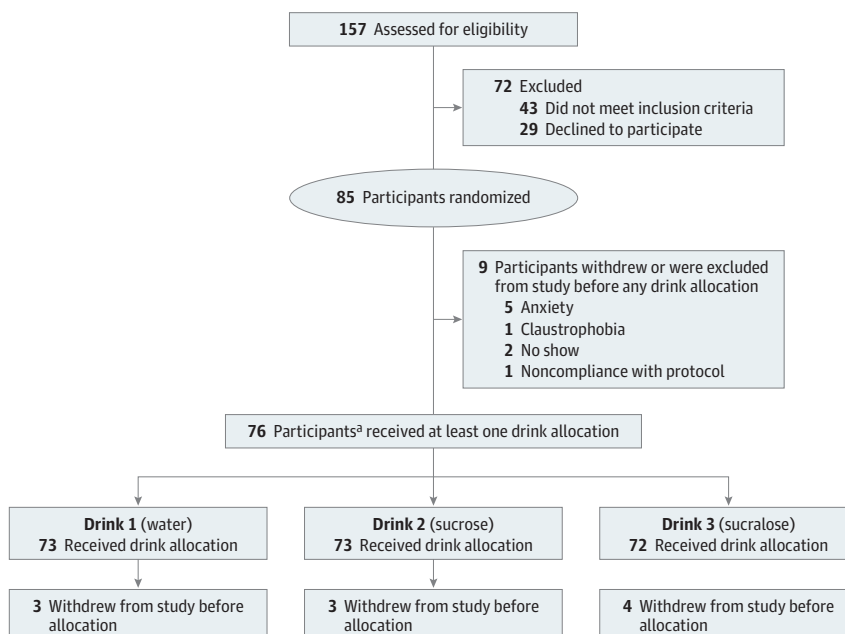 157 Assessed for eligibility
72 Excluded
43 Did not meet inclusion criteria
29 Declined to participate
85 Participants randomized
9 Participants withdrew or were excluded
from study before any drink allocation
5 Anxiety
1 Claustrophobia
2 No show
1 Noncompliance with protocol
76 Participantsa received at least one drink allocation
Drink 1 (water)
73 Received drink allocation
Drink 2 (sucrose)
73 Received drink allocation
Drink 3 (sucralose)
72 Received drink allocation
3 Withdrew from study before
allocation
3 Withdrew from study before
allocation
4 Withdrew from study before
allocation